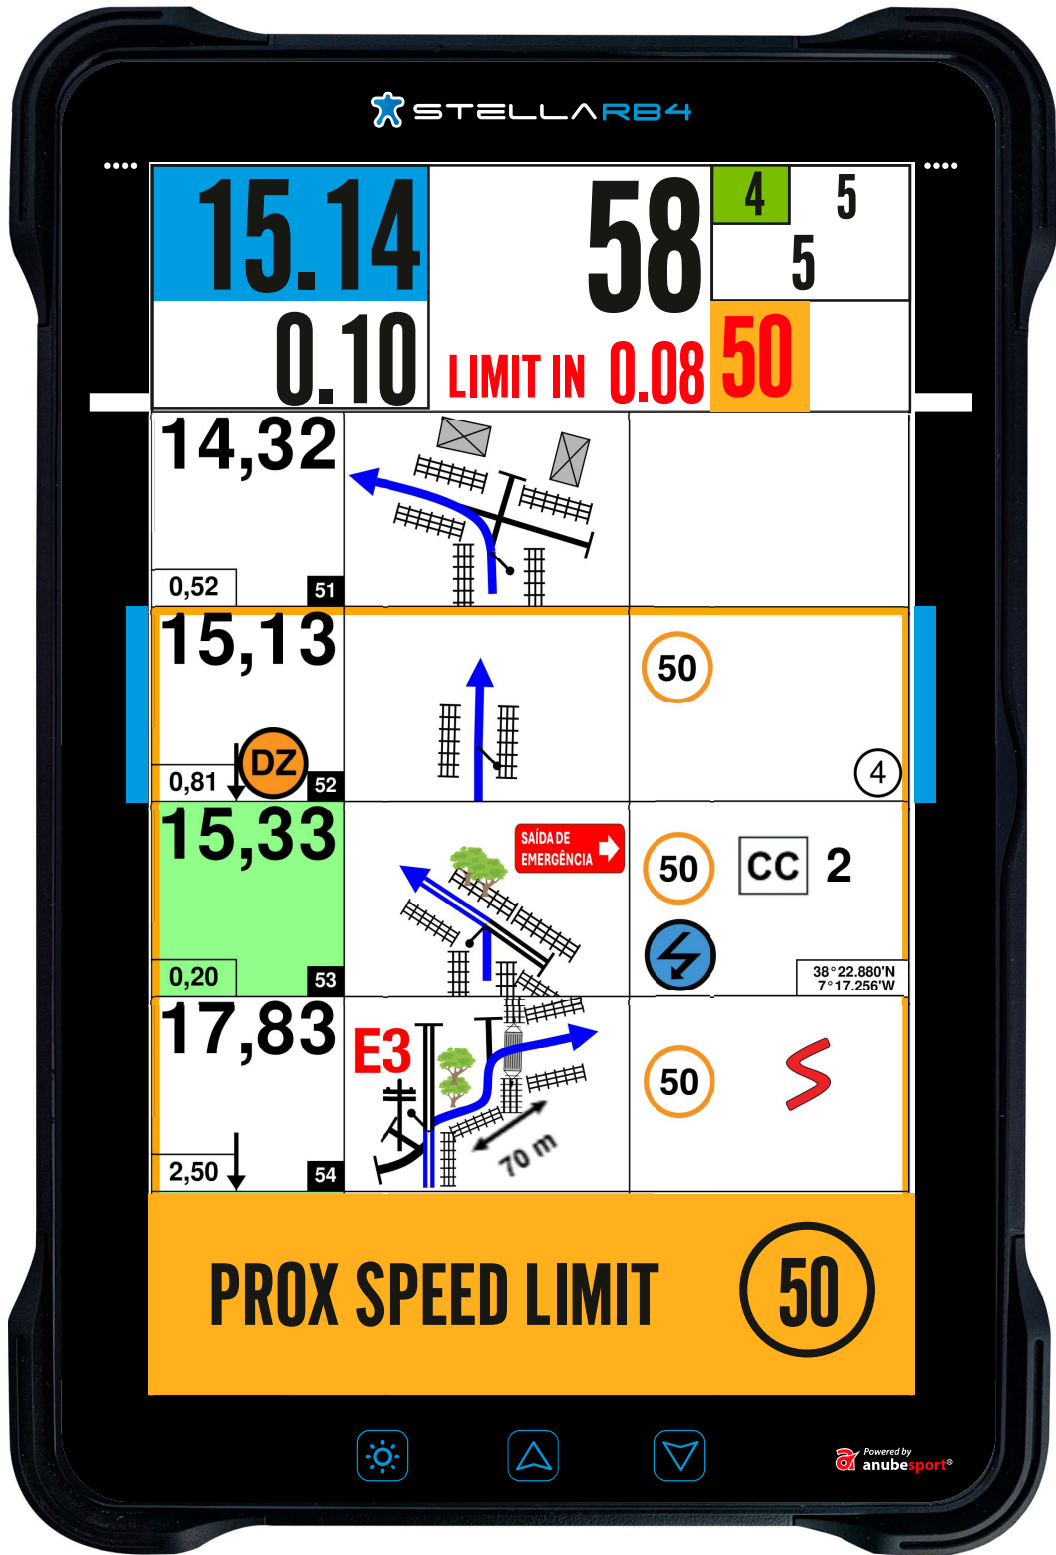 STELLARB4
15.14
58
4
5
5
0.10
LIMIT IN 0.08
50
14,32
0,52
51
15,13
50
0,81
DZ
52
4
15,33
SAÍDA DE
EMERGÊNCIA
50
CC 2
0,20
53
38°22.880'N
7°17.256'W
17,83
E3
50
70 m
2,50
54
PROX SPEED LIMIT
50
Powered by
anubesport®